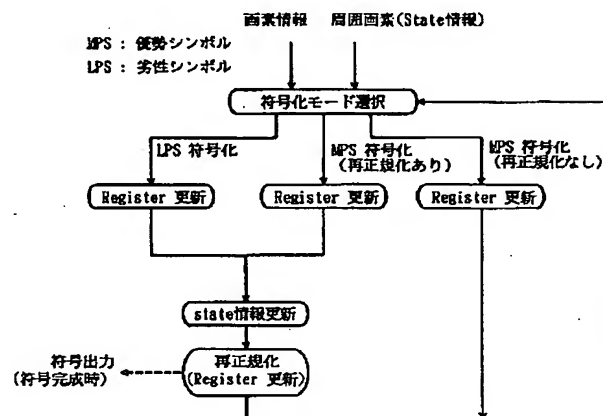 画素情報 周囲画素(State情報)
MPS : 優勢シンボル
LPS : 劣性シンボル
符号化モード選択
LPS 符号化
MPS 符号化
(再正規化あり)
MPS 符号化
(再正規化なし)
Register 更新
Register 更新
Register 更新
state情報更新
符号出力
(符号完成時)
再正規化
(Register 更新)